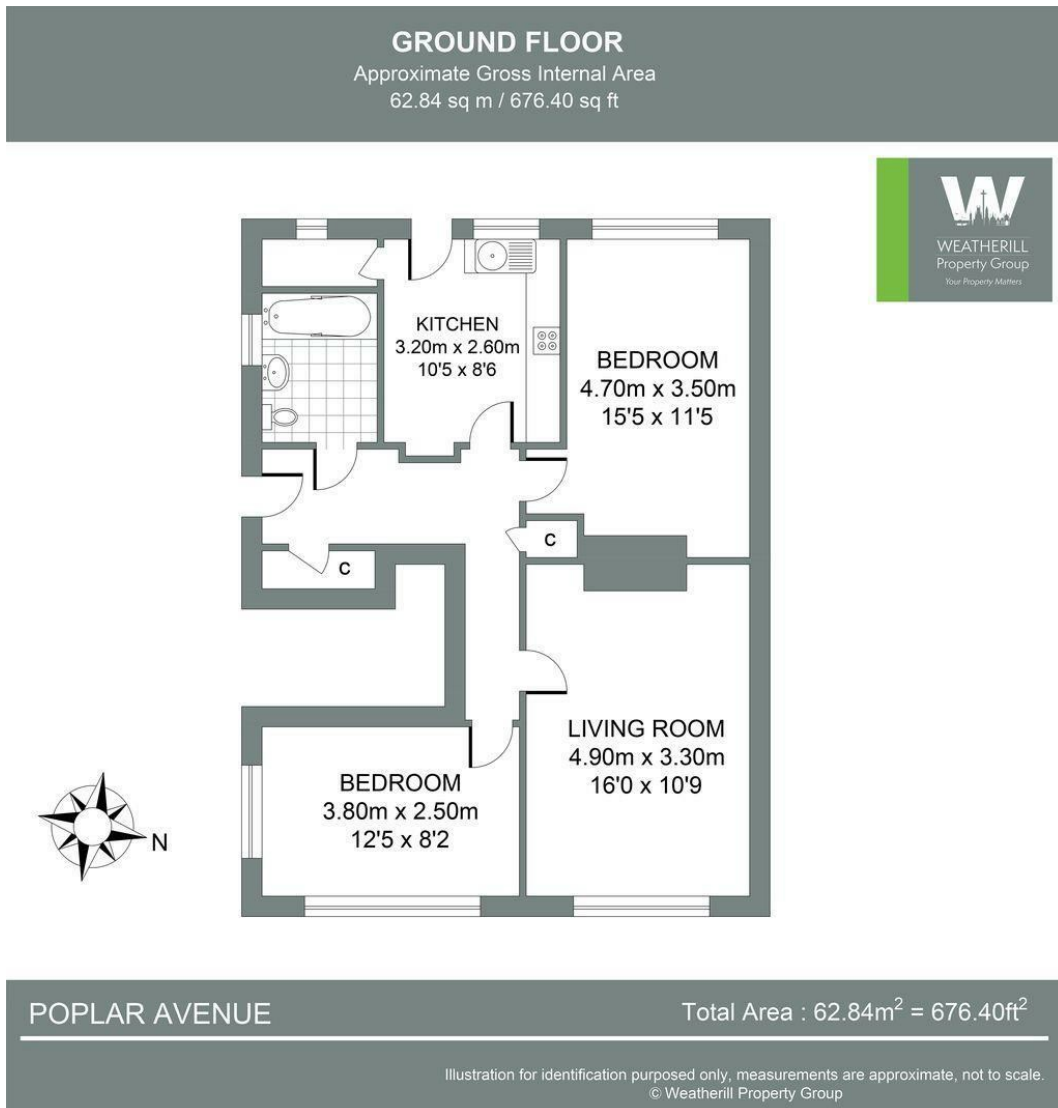 GROUND FLOOR
Approximate Gross Internal Area
62.84 sq m / 676.40 sq ft
W
WEATHERILL
Property Group
Your Property Matters
KITCHEN
3.20m x 2.60m
10'5 x 8'6
BEDROOM
4.70m x 3.50m
15'5 x 11'5
C
C
LIVING ROOM
4.90m x 3.30m
16'0 x 10'9
BEDROOM
3.80m x 2.50m
12'5 x 8'2
N
POPLAR AVENUE
Total Area : 62.84m² = 676.40ft²
Illustration for identification purposed only, measurements are approximate, not to scale.
© Weatherill Property Group